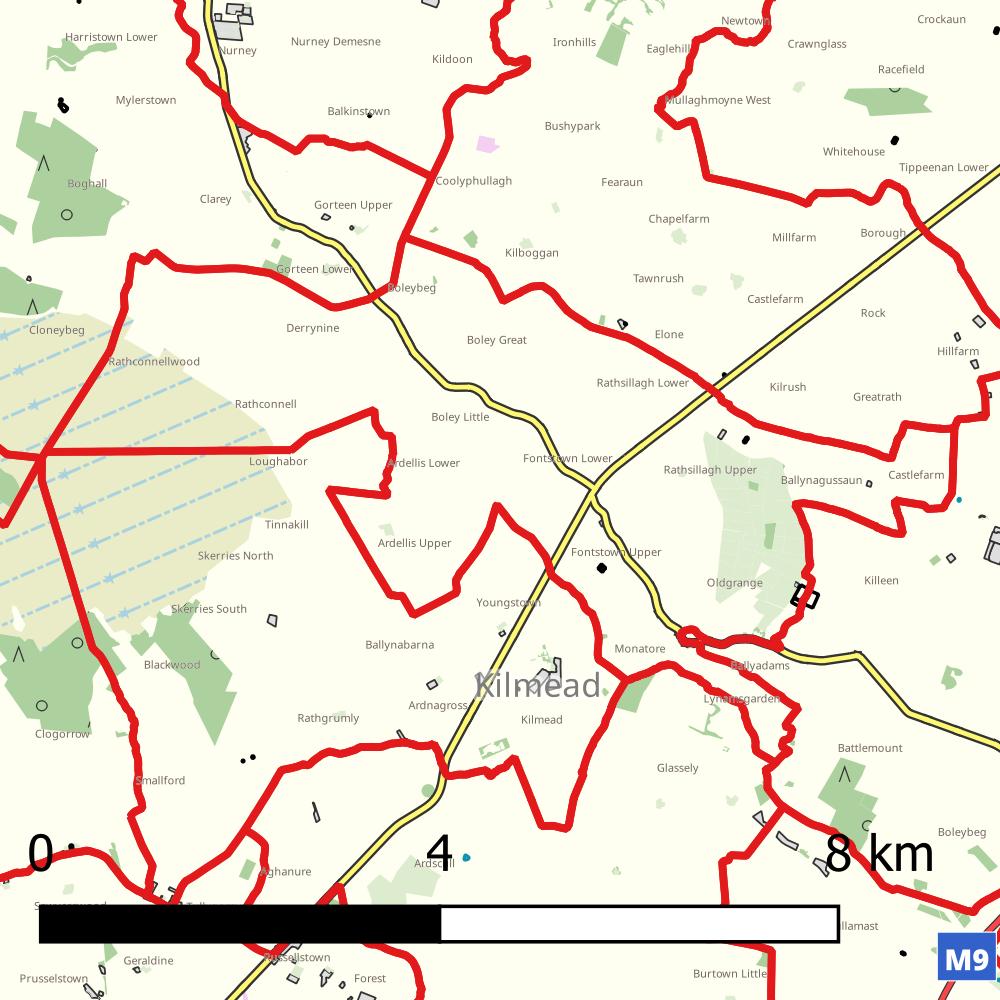 Newtown
Crockaun
Harristown Lower
Nurney
Nurney Demesne
Ironhills
Eaglehill
Crawnglass
Kildoon
Racefield
Mylerstown
Balkinstown
Mullaghmoyne West
Bushypark
Whitehouse
Tippeenan Lower
Boghall
Coolyphullagh
Fearaun
Clarey
Gorteen Upper
Chapelfarm
Millfarm
Borough
Kilboggan
Gorteen Lower
Tawnrush
Boleybeg
Castlefarm
Rock
Cloneybeg
Derrynine
Boley Great
Elone
Hillfarm
Rathconnellwood
Rathsillagh Lower
Kilrush
Greatrath
Rathconnell
Boley Little
Loughabor
Ardellis Lower
Fontstown Lower
Rathsillagh Upper
Ballynagussaun
Castlefarm
Tinnakill
Ardellis Upper
Skerries North
Fontstown Upper
Oldgrange
Killeen
Skerries South
Youngstown
Ballynabarna
Monatore
Blackwood
Ballyadams
Kilmead
Ardnagross
Lynamsgarden
Rathgrumly
Kilmead
Clogorrow
Battlemount
Glassely
Smallford
Boleybeg
0
4
8 km
Ardscull
Aghanure
Russellstown
Geraldine
M9
Prusselstown
Forest
Burtown Little